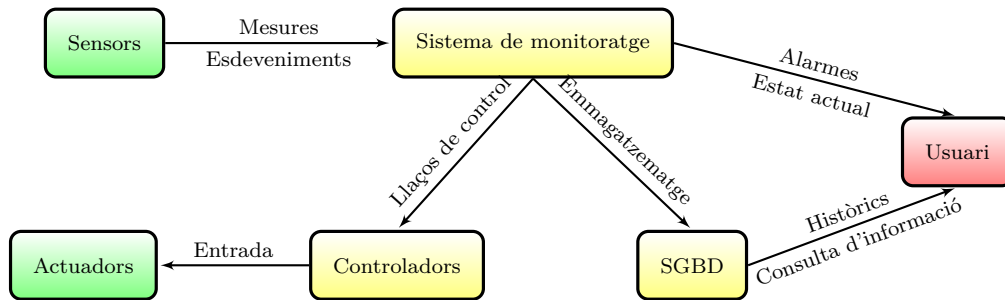 Sensors
Mesures
Esdeveniments
Sistema de monitoratge
Alarmes
Estat actual
Usuari
Llaços de control
Emmagatzematge
Històrics
Consulta d'informació
Actuadors
Entrada
Controladors
SGBD